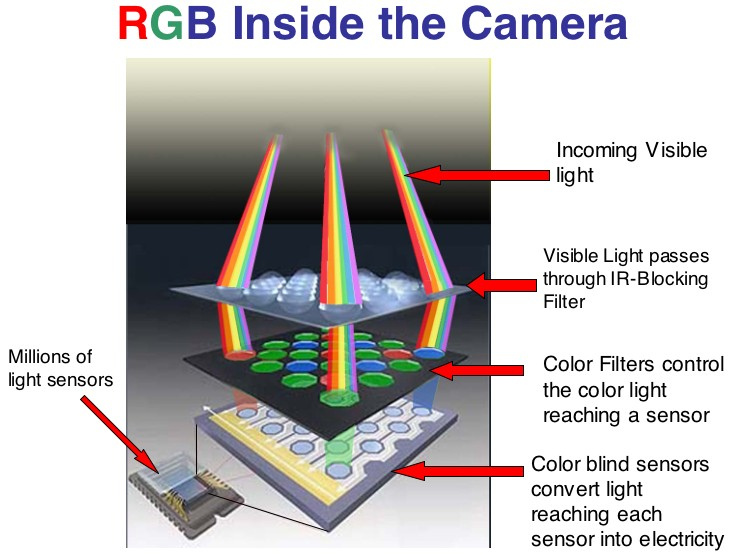 RGB Inside the Camera
Incoming Visible
light
Visible Light passes
through IR-Blocking
Filter
Millions of
light sensors
Color Filters control
the color light
reaching a sensor
Color blind sensors
convert light
reaching each
sensor into electricity